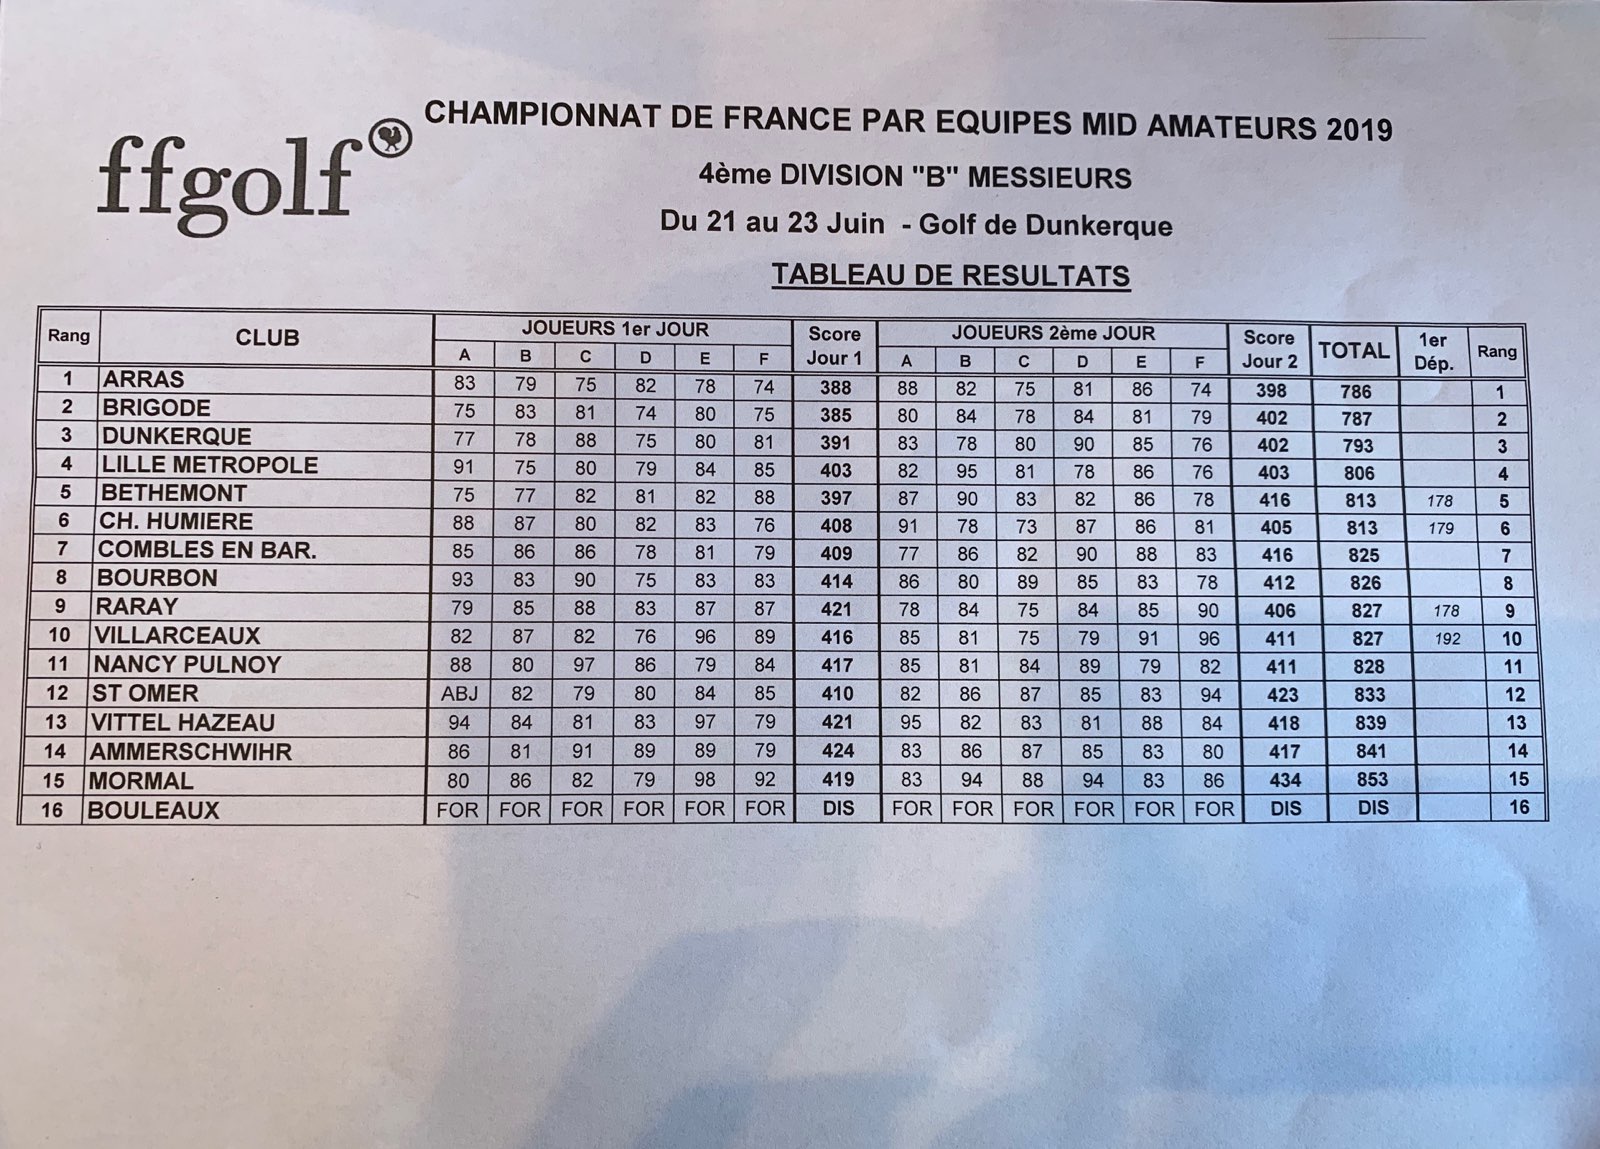 ffgolf
CHAMPIONNAT DE FRANCE PAR EQUIPES MID AMATEURS 2019
4ème DIVISION "B" MESSIEURS
Du 21 au 23 Juin - Golf de Dunkerque
TABLEAU DE RESULTATS
Rang CLUB JOUEURS 1er JOUR Score Jour 1 JOUEURS 2ème JOUR Score Jour 2 TOTAL 1er Dép. Rang
A B C D E F A B C D E F
1 ARRAS 83 79 75 82 78 74 388 88 82 75 81 86 74 398 786 1
2 BRIGODE 75 83 81 74 80 75 385 80 84 78 84 81 79 402 787 2
3 DUNKERQUE 77 78 88 75 80 81 391 83 78 80 90 85 76 402 793 3
4 LILLE METROPOLE 91 75 80 79 84 85 403 82 95 81 78 86 76 403 806 4
5 BETHEMONT 75 77 82 81 82 88 397 87 90 83 82 86 78 416 813 178 5
6 CH. HUMIERE 88 87 80 82 83 76 408 91 78 73 87 86 81 405 813 179 6
7 COMBLES EN BAR. 85 86 86 78 81 79 409 77 86 82 90 88 83 416 825 7
8 BOURBON 93 83 90 75 83 83 414 86 80 89 85 83 78 412 826 8
9 RARAY 79 85 88 83 87 87 421 78 84 75 84 85 90 406 827 178 9
10 VILLARCEAUX 82 87 82 76 96 89 416 85 81 75 79 91 96 411 827 192 10
11 NANCY PULNOY 88 80 97 86 79 84 417 85 81 84 89 79 82 411 828 11
12 ST OMER ABJ 82 79 80 84 85 410 82 86 87 85 83 94 423 833 12
13 VITTEL HAZEAU 94 84 81 83 97 79 421 95 82 83 81 88 84 418 839 13
14 AMMERSCHWIHR 86 81 91 89 89 79 424 83 86 87 85 83 80 417 841 14
15 MORMAL 80 86 82 79 98 92 419 83 94 88 94 83 86 434 853 15
16 BOULEAUX FOR FOR FOR FOR FOR FOR DIS FOR FOR FOR FOR FOR FOR DIS DIS 16